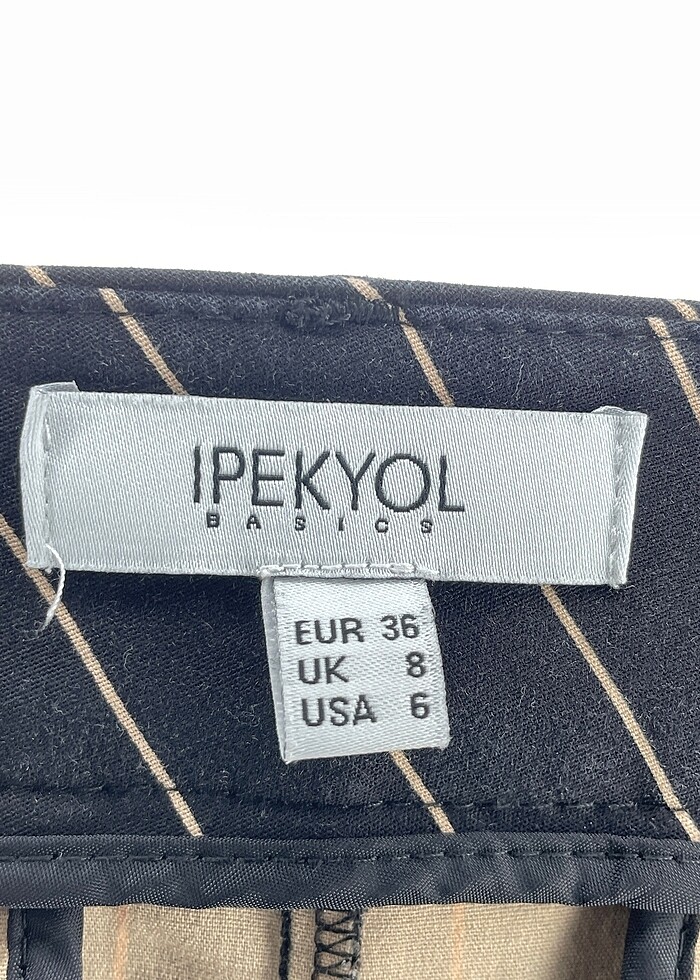 IPEKYOL
BASICS
EUR 36
UK 8
USA 6